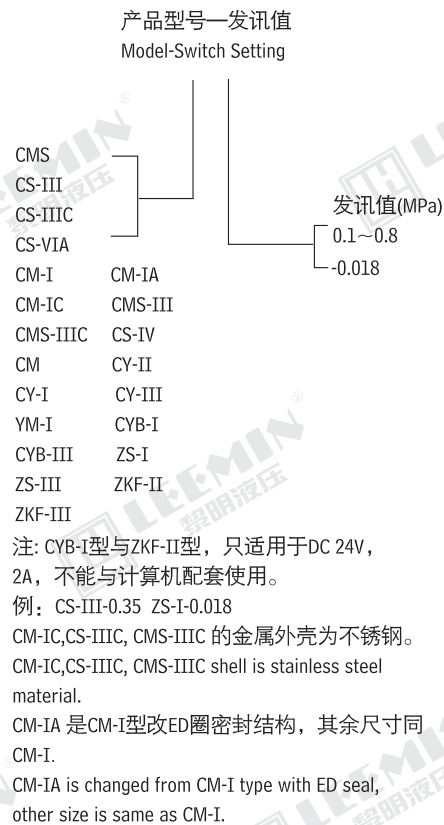 产品型号—发讯值
Model-Switch Setting
CMS
CS-III
CS-IIIC
CS-VIA
发讯值(MPa)
0.1～0.8
-0.018
CM-I CM-IA
CM-IC CMS-III
CMS-IIIC CS-IV
CM CY-II
CY-I CY-III
YM-I CYB-I
CYB-III ZS-I
ZS-III ZKF-II
ZKF-III
注: CYB-I型与ZKF-II型，只适用于DC 24V，
2A，不能与计算机配套使用。
例：CS-III-0.35 ZS-I-0.018
CM-IC,CS-IIIC, CMS-IIIC 的金属外壳为不锈钢。
CM-IC,CS-IIIC, CMS-IIIC shell is stainless steel
material.
CM-IA 是CM-I型改ED圈密封结构，其余尺寸同
CM-I.
CM-IA is changed from CM-I type with ED seal,
other size is same as CM-I.
LEEMIN
黎明液压
®